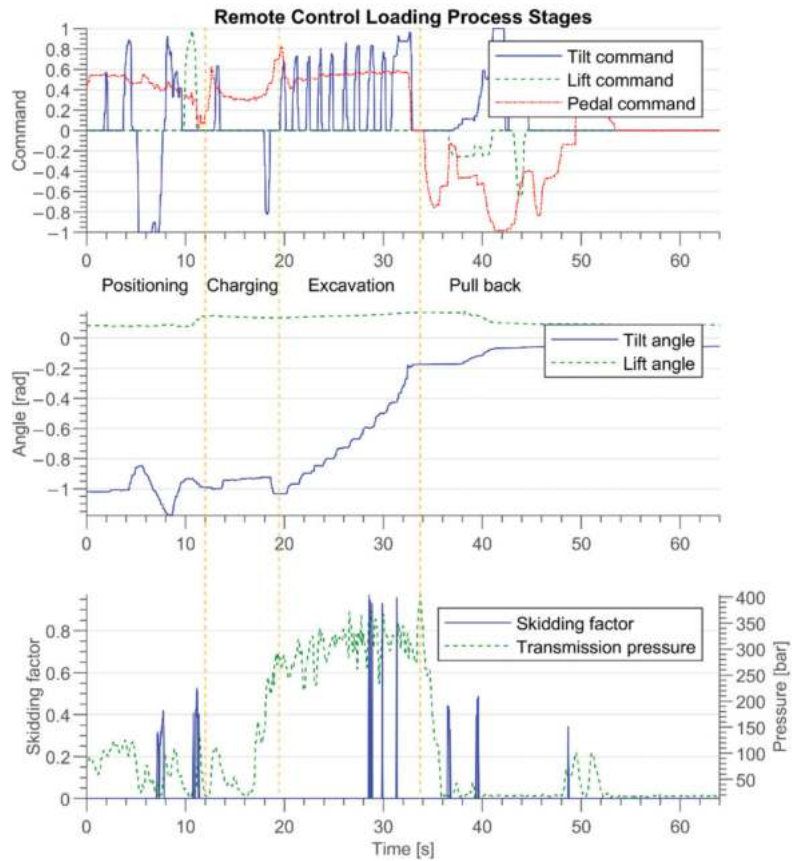 Remote Control Loading Process Stages
1
0.8
0.6
0.4
0.2
0
−0.2
−0.4
−0.6
−0.8
−1
Command
Tilt command
Lift command
Pedal command
0 10 20 30 40 50 60
Positioning Charging Excavation Pull back
0
−0.2
−0.4
−0.6
−0.8
−1
Angle [rad]
Tilt angle
Lift angle
0 10 20 30 40 50 60
0.8
0.6
0.4
0.2
0
Skidding factor
Skidding factor
Transmission pressure
400
300
200
100
Pressure [bar]
0 10 20 30 40 50 60
Time [s]